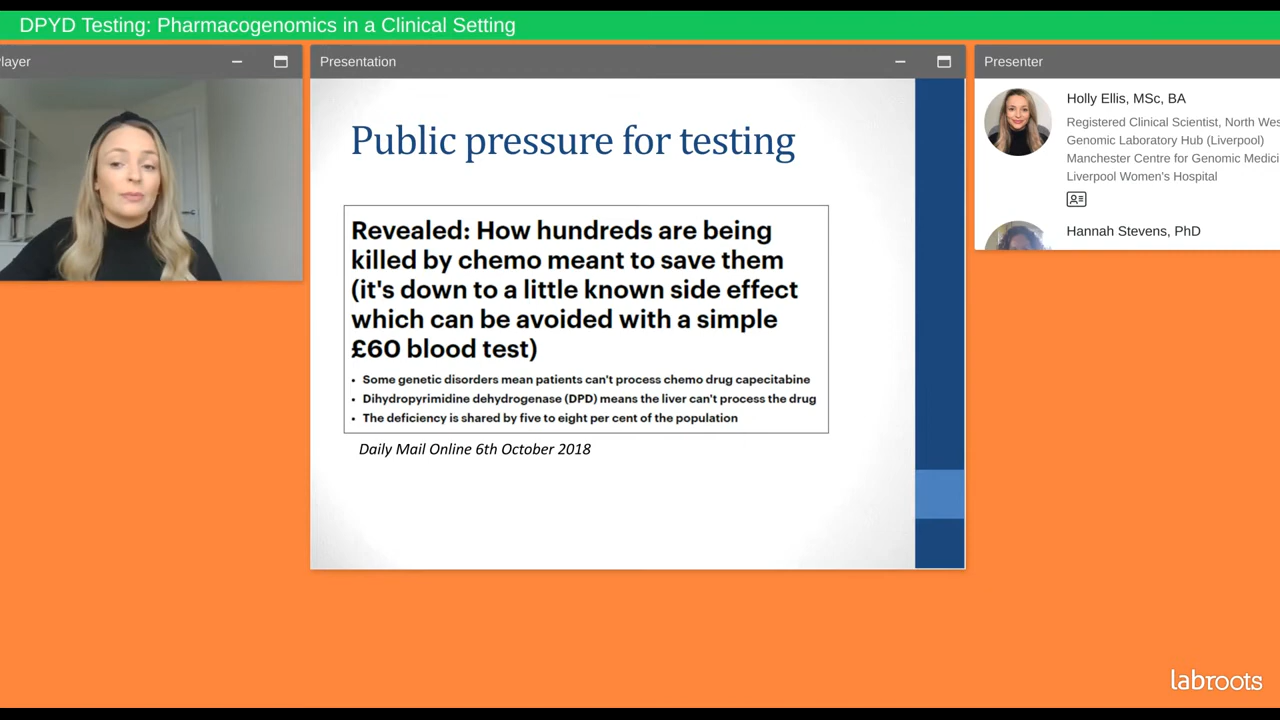 DPYD Testing: Pharmacogenomics in a Clinical Setting
layer
Presentation
Presenter
Public pressure for testing
Revealed: How hundreds are being
killed by chemo meant to save them
(it's down to a little known side effect
which can be avoided with a simple
£60 blood test)
• Some genetic disorders mean patients can't process chemo drug capecitabine
• Dihydropyrimidine dehydrogenase (DPD) means the liver can't process the drug
• The deficiency is shared by five to eight per cent of the population
Daily Mail Online 6th October 2018
Holly Ellis, MSc, BA
Registered Clinical Scientist, North Wes
Genomic Laboratory Hub (Liverpool)
Manchester Centre for Genomic Medici
Liverpool Women's Hospital
Hannah Stevens, PhD
labroots